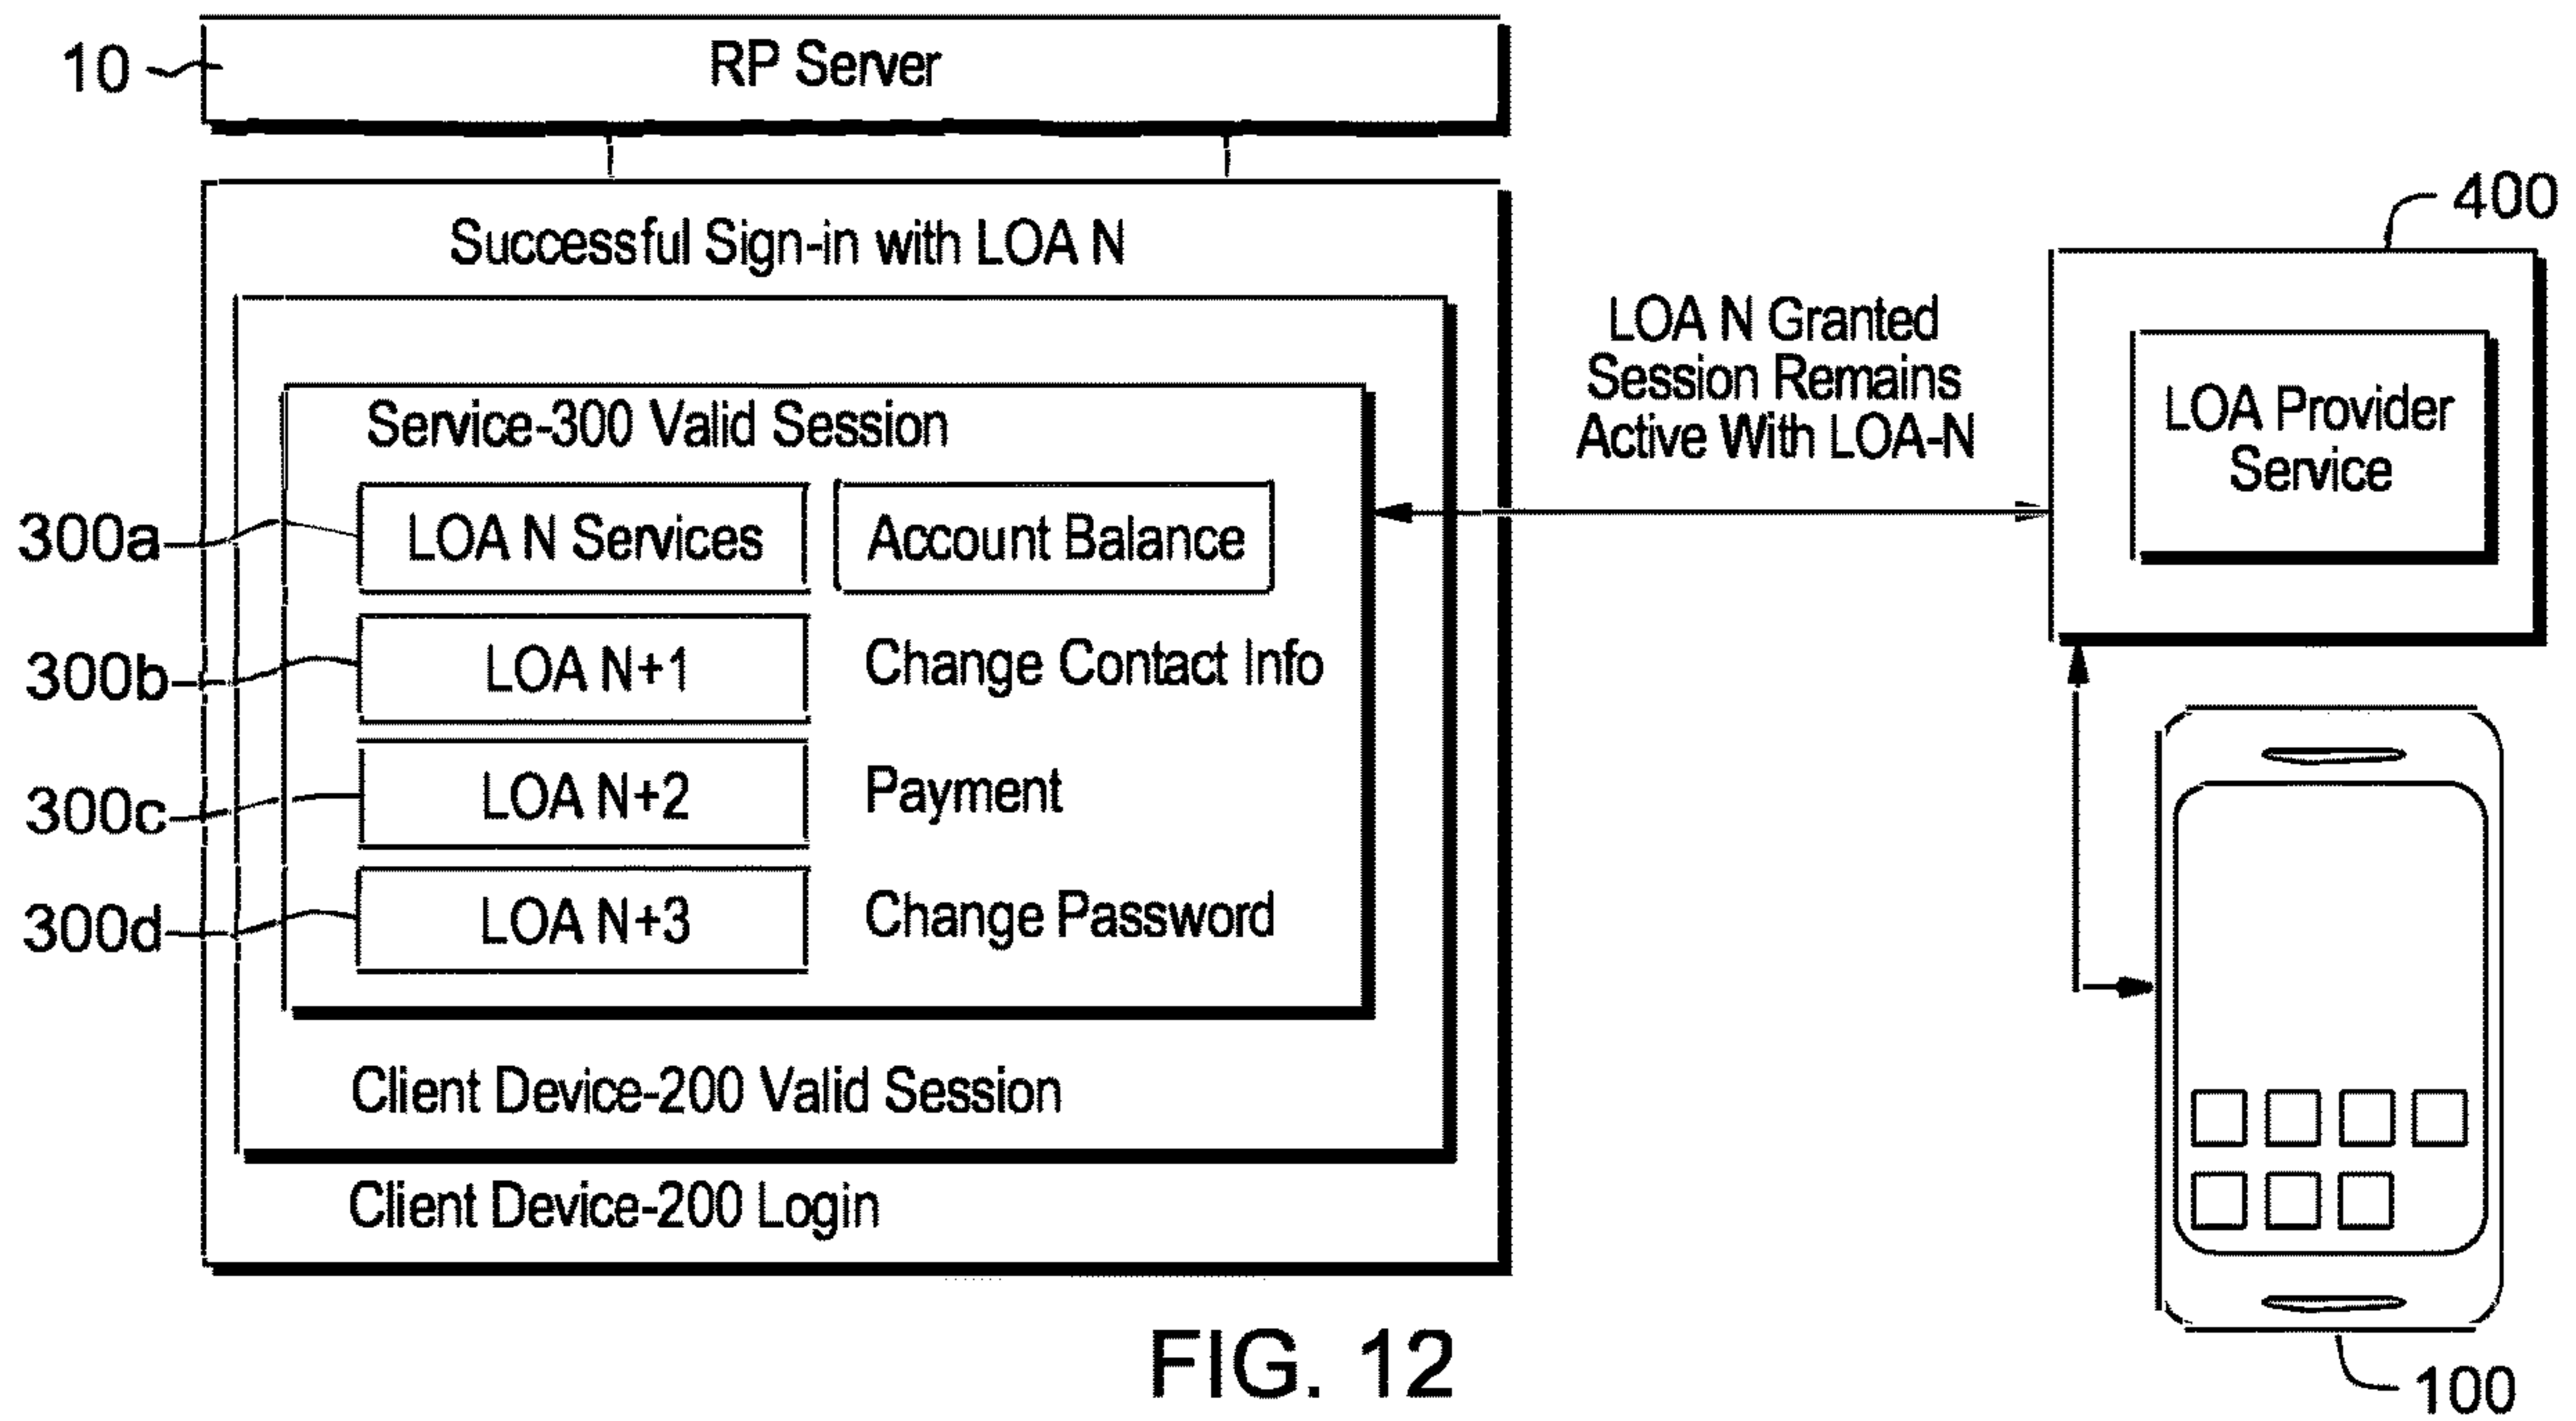 10
RP Server
400
Successful Sign-in with LOA N
LOA N Granted
Session Remains
Active With LOA-N
LOA Provider
Service
Service-300 Valid Session
300a
LOA N Services
Account Balance
300b
LOA N+1
Change Contact Info
300c
LOA N+2
Payment
300d
LOA N+3
Change Password
Client Device-200 Valid Session
Client Device-200 Login
100
FIG. 12